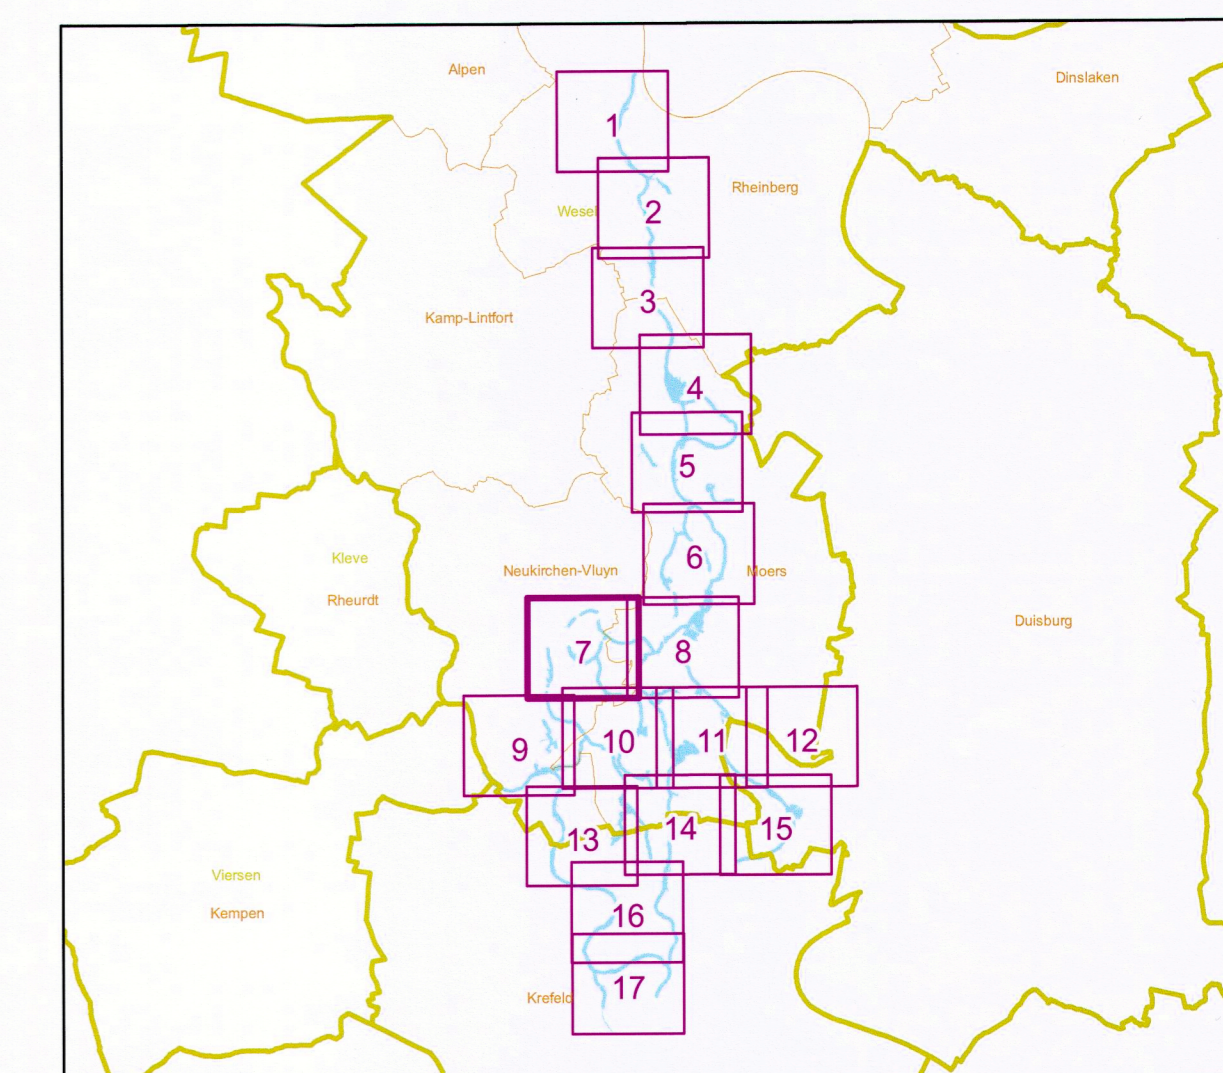 Alpen
Dinslaken
1
Rheinberg
Wesel
2
3
Kamp-Lintfort
4
5
Kleve
6
Neukirchen-Vluyn
Moers
Rheurdt
Duisburg
7
8
9
10
11
12
13
14
15
Viersen
Kempen
16
17
Krefeld